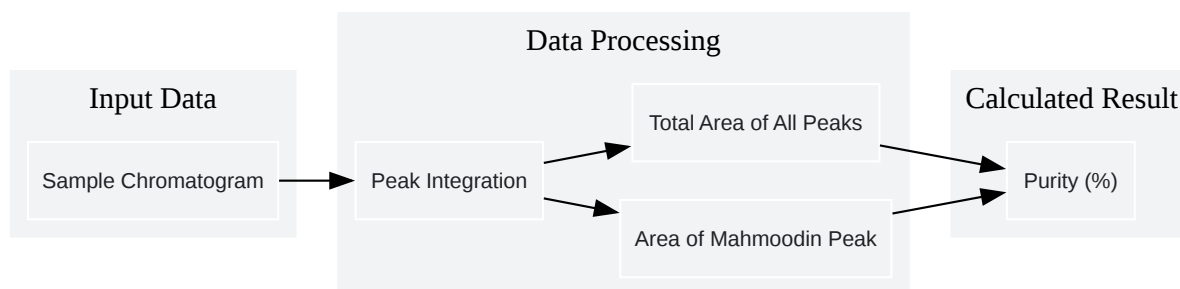 Data Processing
Input Data
Calculated Result
Total Area of All Peaks
Sample Chromatogram
Peak Integration
Purity (%)
Area of Mahmoodin Peak